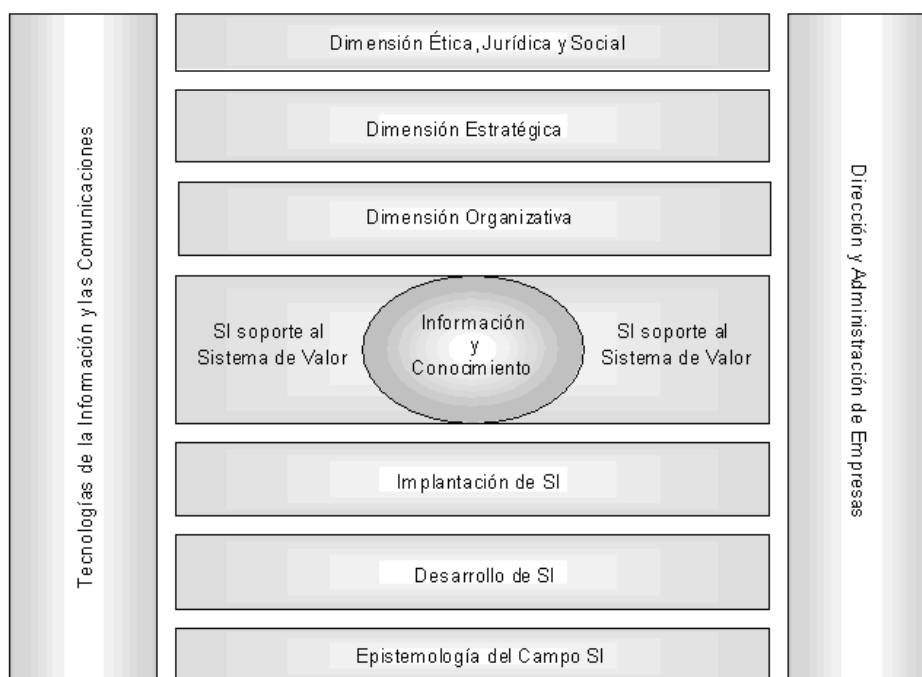 Tecnologías de la Información y las Comunicaciones
Dimensión Ética, Jurídica y Social
Dimensión Estratégica
Dimensión Organizativa
SI soporte al
Sistema de Valor
Información
y
Conocimiento
SI soporte al
Sistema de Valor
Implantación de SI
Desarrollo de SI
Epistemología del Campo SI
Dirección y Administración de Empresas